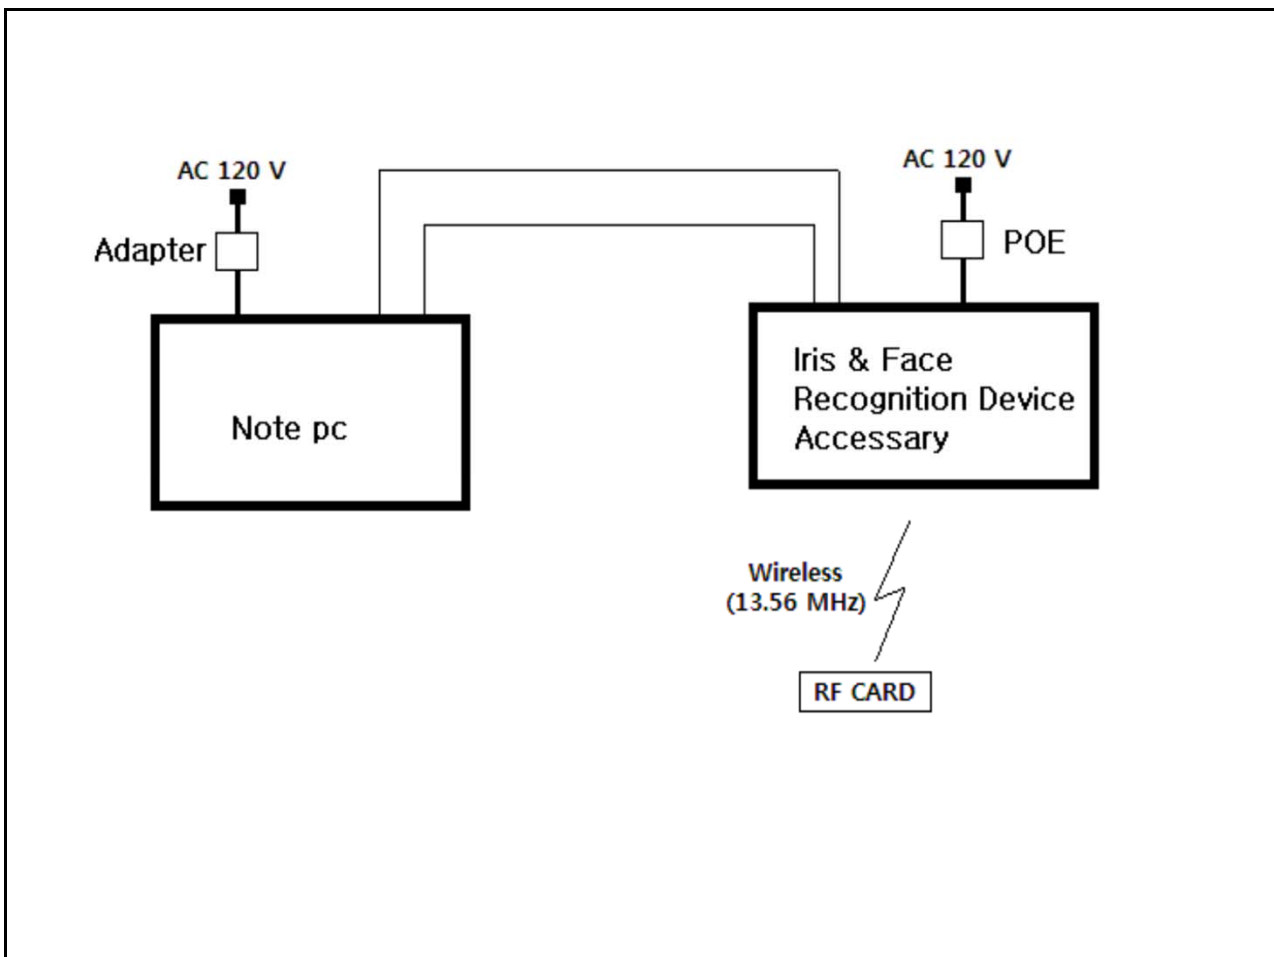 AC 120 V
AC 120 V
Adapter
POE
Iris & Face
Recognition Device
Accessary
Note pc
Wireless
(13.56 MHz)
RF CARD